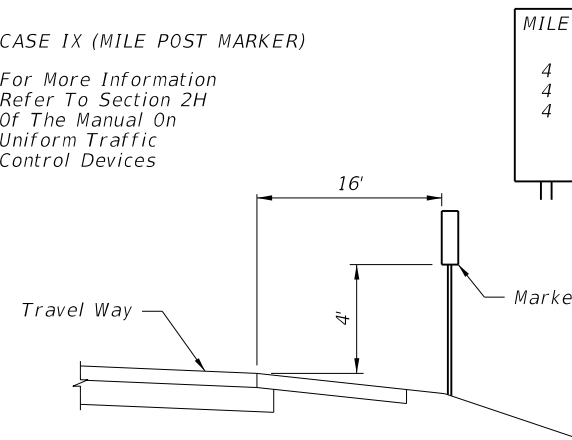 CASE IX (MILE POST MARKER)
For More Information
Refer To Section 2H
Of The Manual On
Uniform Traffic
Control Devices
MILE
4
4
4
16'
4'
Travel Way
Marke